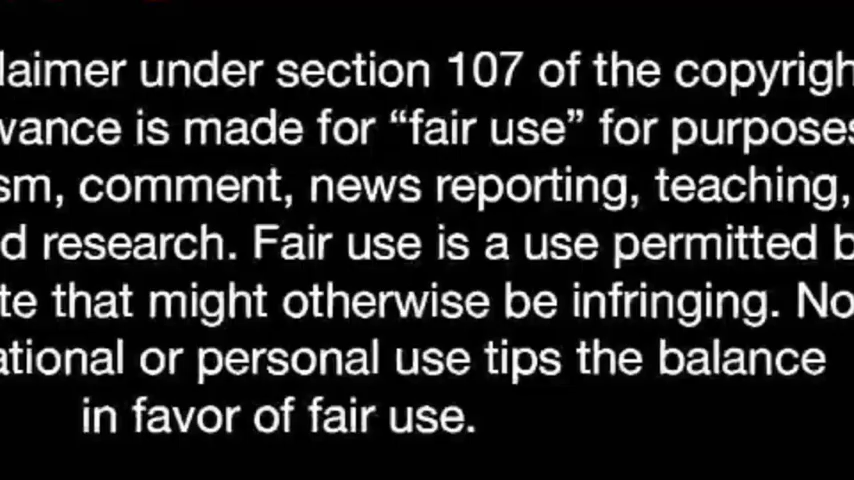 laimer under section 107 of the copyrigh
wance is made for “fair use” for purposes
sm, comment, news reporting, teaching,
d research. Fair use is a use permitted b
te that might otherwise be infringing. No
ational or personal use tips the balance
in favor of fair use.